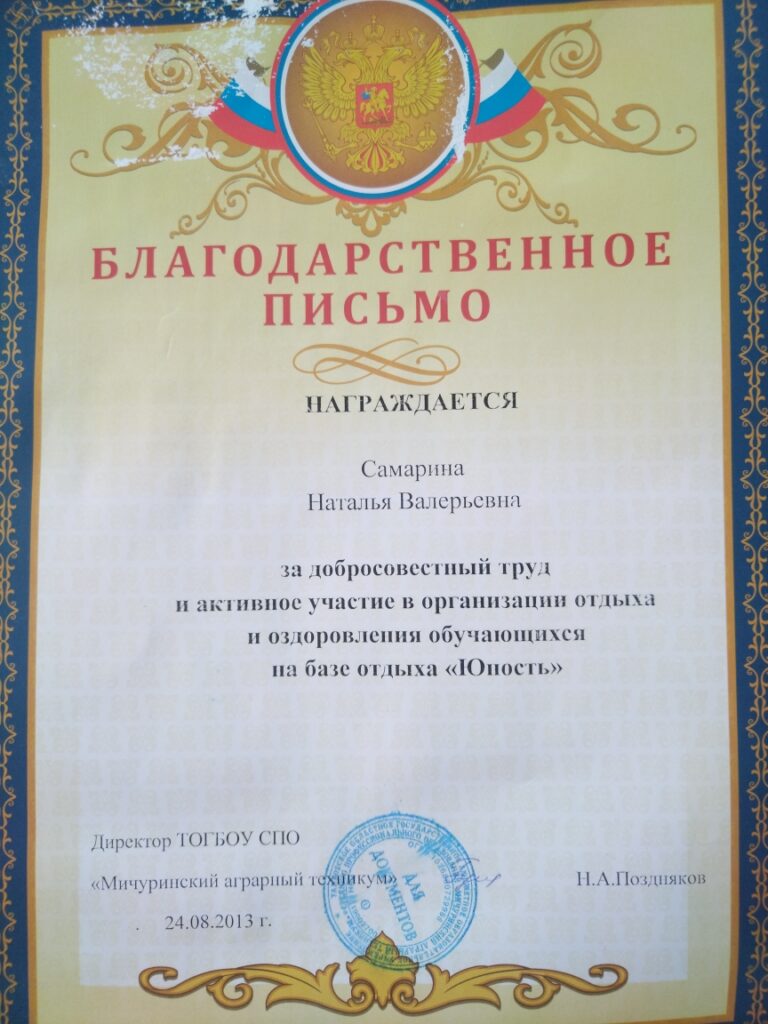 БЛАГОДАРСТВЕННОЕ
ПИСЬМО
НАГРАЖДАЕТСЯ
Самарина
Наталья Валерьевна
за добросовестный труд
и активное участие в организации отдыха
и оздоровления обучающихся
на базе отдыха «Юность»
Директор ТОГБОУ СПО
«Мичуринский аграрный техникум»
Н.А.Поздняков
24.08.2013 г.
ДЛЯ
ДОКУМЕНТОВ